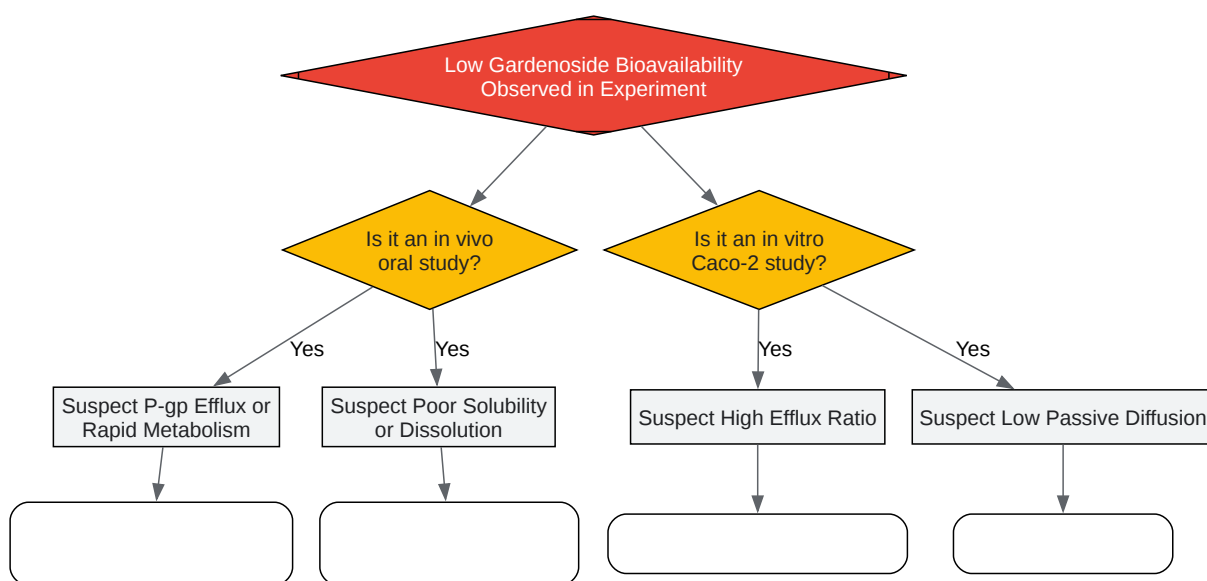 Low Gardenoside Bioavailability
Observed in Experiment
Is it an in vivo
oral study?
Is it an in vitro
Caco-2 study?
Yes
Yes
Yes
Yes
Suspect P-gp Efflux or
Rapid Metabolism
Suspect Poor Solubility
or Dissolution
Suspect High Efflux Ratio
Suspect Low Passive Diffusion